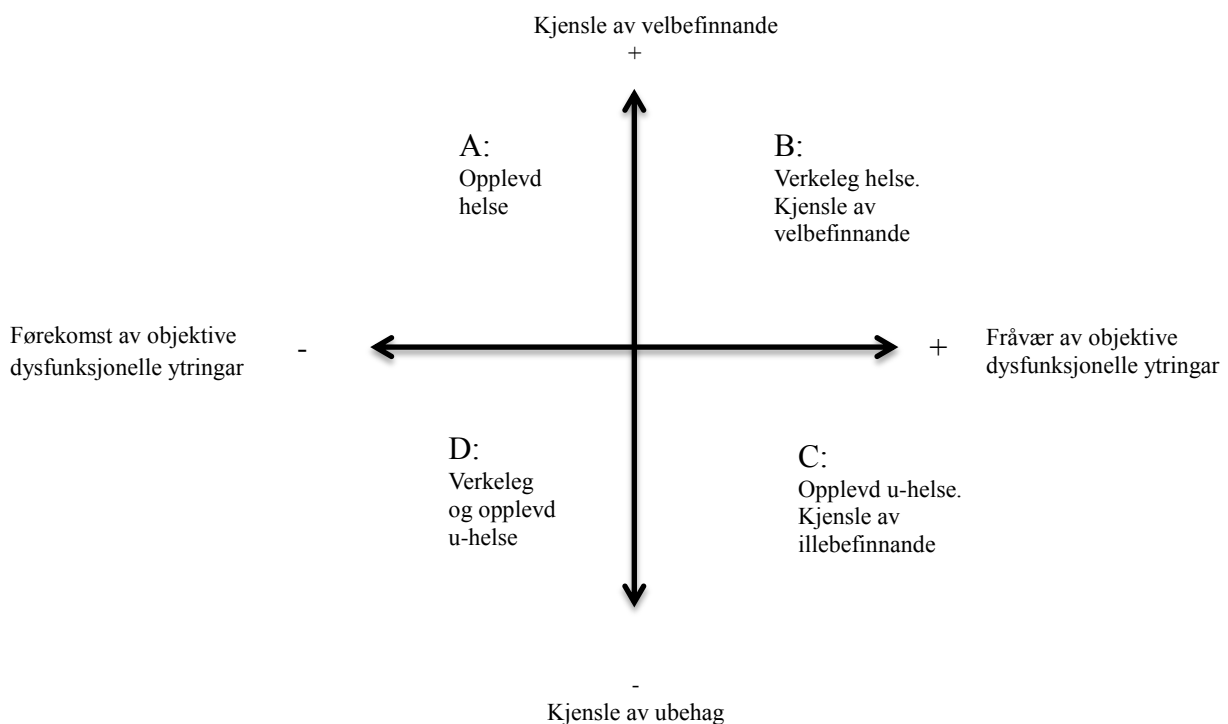 Kjensle av velbefinnande
+
A:
Opplevd
helse
B:
Verkeleg helse.
Kjensle av
velbefinnande
Førekomst av objektive
dysfunksjonelle ytringar
-
+
Fråvær av objektive
dysfunksjonelle ytringar
D:
Verkeleg
og opplevd
u-helse
C:
Opplevd u-helse.
Kjensle av
illebefinnande
-
Kjensle av ubehag